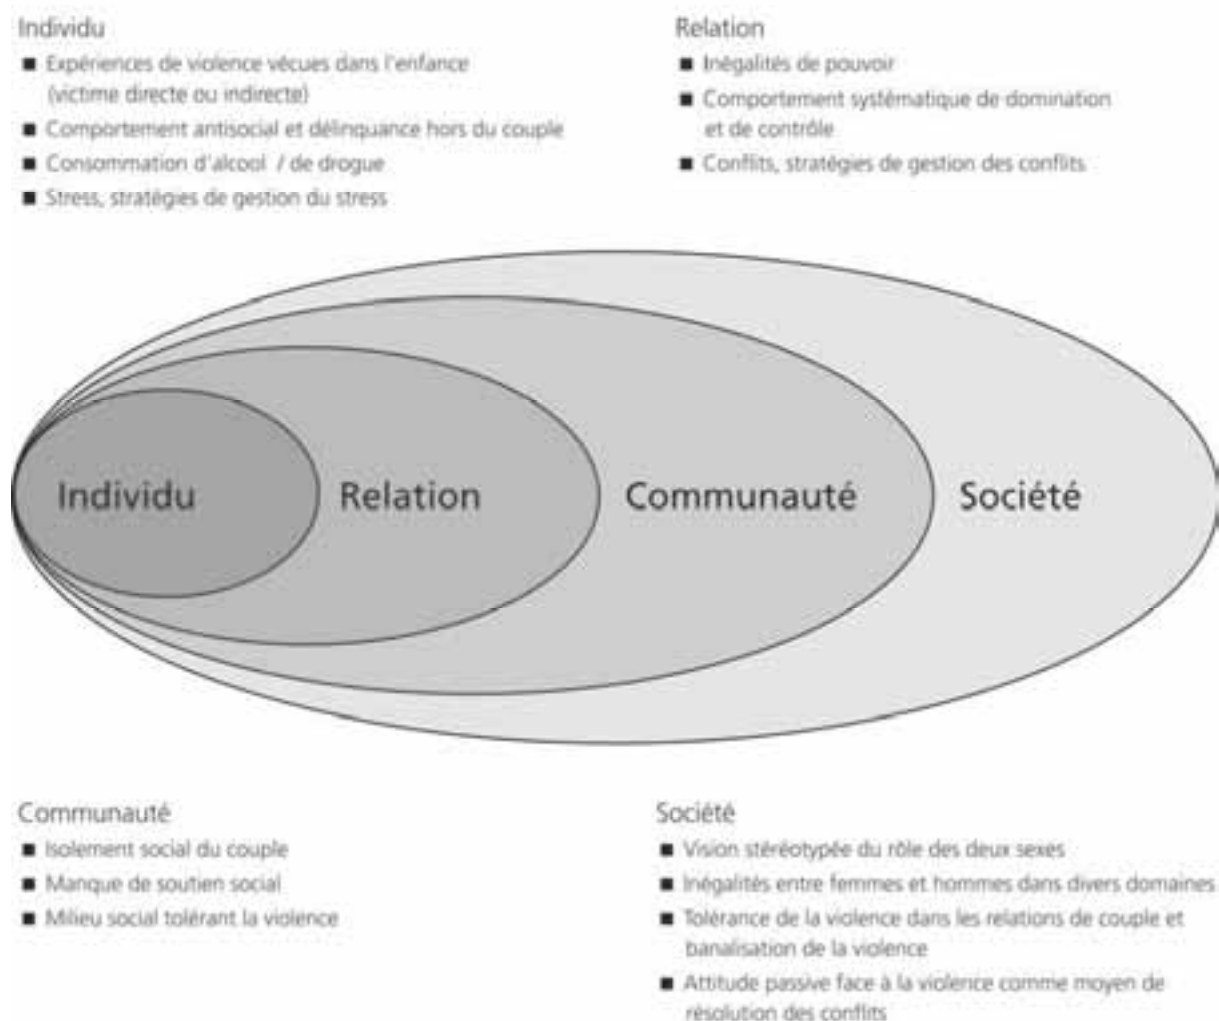 Individu
■ Expériences de violence vécues dans l'enfance
(victime directe ou indirecte)
■ Comportement antisocial et délinquance hors du couple
■ Consommation d'alcool / de drogue
■ Stress, stratégies de gestion du stress
Relation
■ Inégalités de pouvoir
■ Comportement systématique de domination
et de contrôle
■ Conflits, stratégies de gestion des conflits
Individu
Relation
Communauté
Société
Communauté
■ Isolement social du couple
■ Manque de soutien social
■ Milieu social tolérant la violence
Société
■ Vision stéréotypée du rôle des deux sexes
■ Inégalités entre femmes et hommes dans divers domaines
■ Tolérance de la violence dans les relations de couple et
banalisation de la violence
■ Attitude passive face à la violence comme moyen de
résolution des conflits